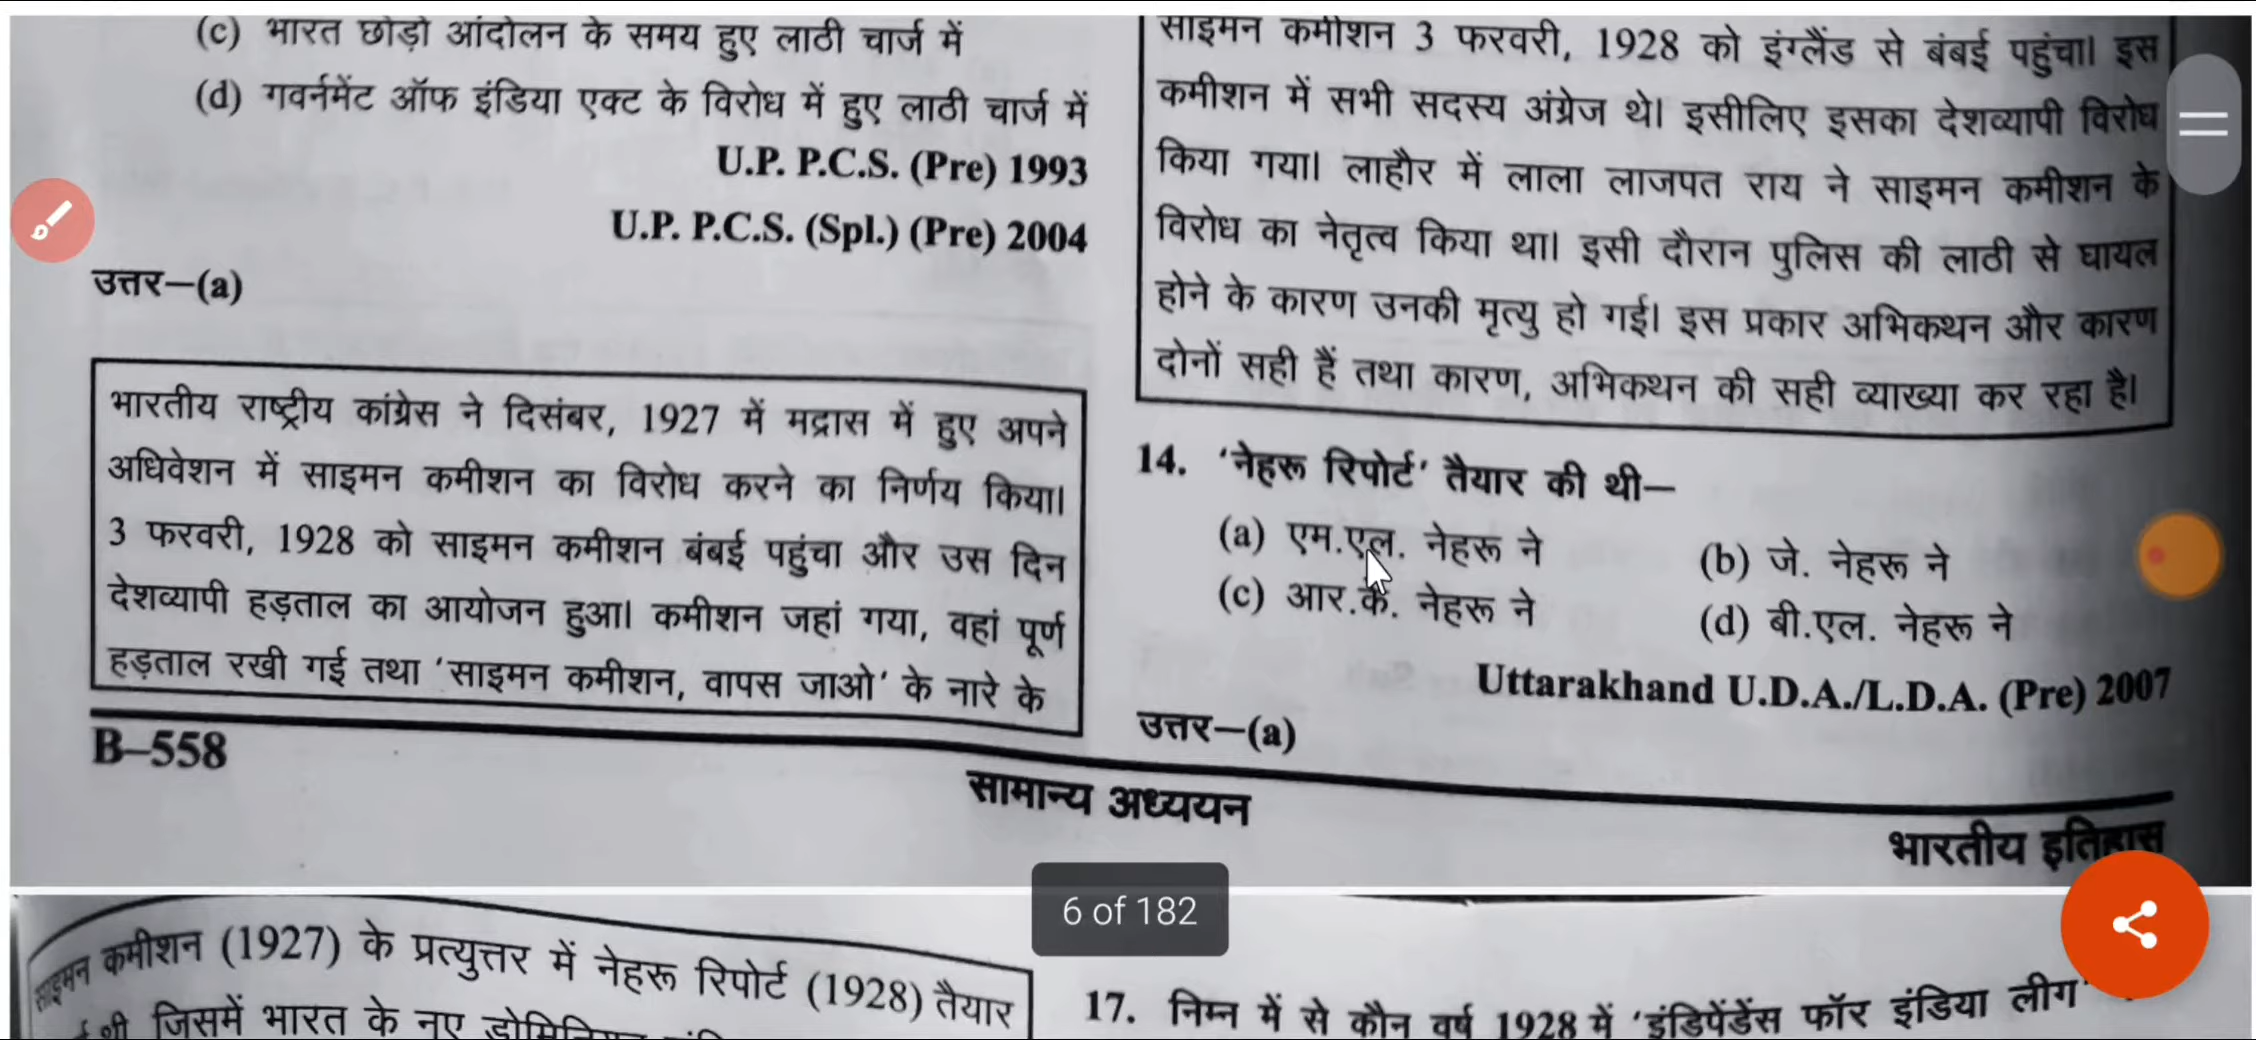 (c) भारत छोड़ो आंदोलन के समय हुए लाठी चार्ज में
(d) गवर्नमेंट ऑफ इंडिया एक्ट के विरोध में हुए लाठी चार्ज में
U.P. P.C.S. (Pre) 1993
U.P. P.C.S. (Spl.) (Pre) 2004
उत्तर—(a)
भारतीय राष्ट्रीय कांग्रेस ने दिसंबर, 1927 में मद्रास में हुए अपने
अधिवेशन में साइमन कमीशन का विरोध करने का निर्णय किया।
3 फरवरी, 1928 को साइमन कमीशन बंबई पहुंचा और उस दिन
देशव्यापी हड़ताल का आयोजन हुआ। कमीशन जहां गया, वहां पूर्ण
हड़ताल रखी गई तथा ‘साइमन कमीशन, वापस जाओ’ के नारे के
साइमन कमीशन 3 फरवरी, 1928 को इंग्लैंड से बंबई पहुंचा। इस
कमीशन में सभी सदस्य अंग्रेज थे। इसीलिए इसका देशव्यापी विरोध
किया गया। लाहौर में लाला लाजपत राय ने साइमन कमीशन के
विरोध का नेतृत्व किया था। इसी दौरान पुलिस की लाठी से घायल
होने के कारण उनकी मृत्यु हो गई। इस प्रकार अभिकथन और कारण
दोनों सही हैं तथा कारण, अभिकथन की सही व्याख्या कर रहा है।
14. ‘नेहरू रिपोर्ट’ तैयार की थी—
(a) एम.एल. नेहरू ने (b) जे. नेहरू ने
(c) आर.के. नेहरू ने (d) बी.एल. नेहरू ने
Uttarakhand U.D.A./L.D.A. (Pre) 2007
उत्तर—(a)
B–558
सामान्य अध्ययन
भारतीय इतिहास
6 of 182
साइमन कमीशन (1927) के प्रत्युत्तर में नेहरू रिपोर्ट (1928) तैयार
थी जिसमें भारत के नए
17. निम्न में से कौन वर्ष 1928 में ‘इंडिपेंडेंस फॉर इंडिया लीग’